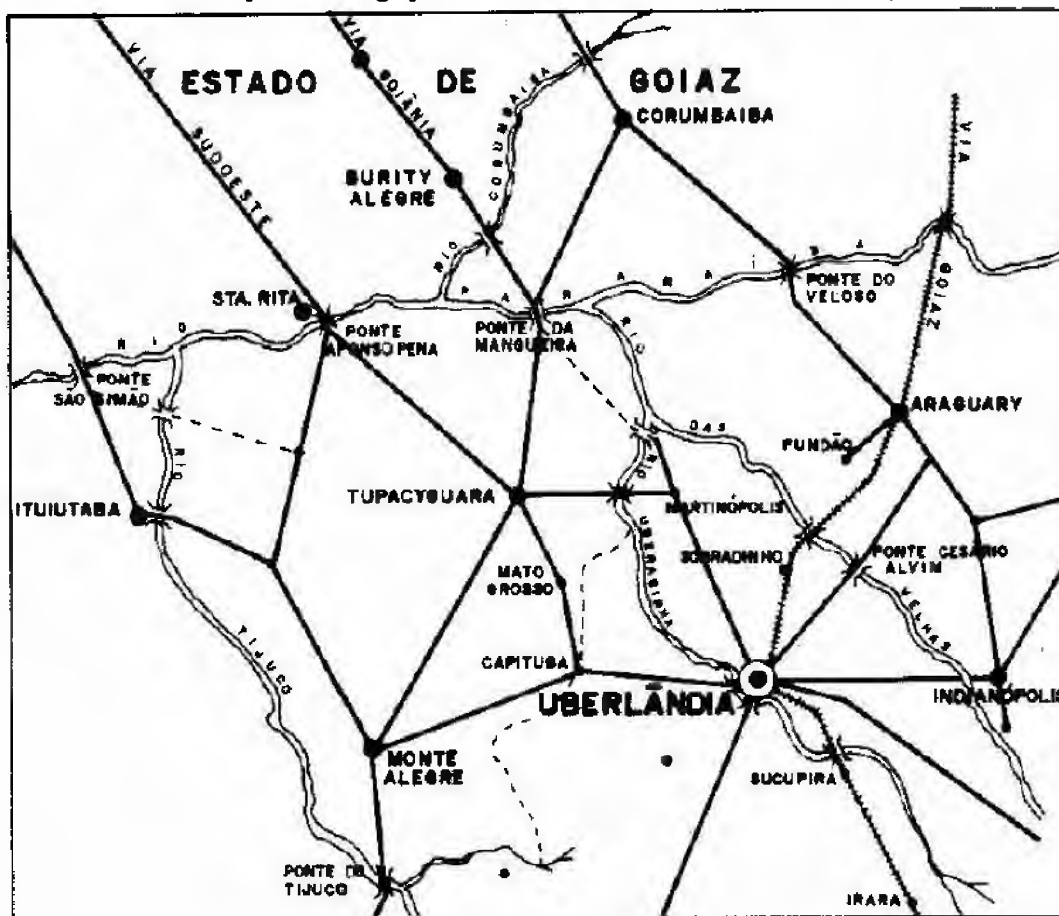 ESTADO DE GOIAZ
VIA GOIÂNIA
VIA SUDOESTE
RIO CORUMBAIBA
CORUMBAIBA
VIA GOIAZ
BURITY
ALEGRE
STA. RITA
RIO PARANAI
PONTE DO
VELOSO
PONTE
AFONSO PENA
PONTE DA
MANGUEIRA
PONTE
SÃO SIMÃO
RIO DAS VELHAS
ARAGUARY
FUNDÃO
RIO TIJUCO
ITUIUTABA
TUPACYGUARA
RIO UBERABINHA
MARTINÓPOLIS
SOBRADINHO
PONTE CESÁRIO
ALVIM
MATO
GROSSO
CAPITUBA
UBERLÂNDIA
INDIANÓPOLIS
MONTE
ALEGRE
SUCUPIRA
PONTE DO
TIJUCO
IRARA